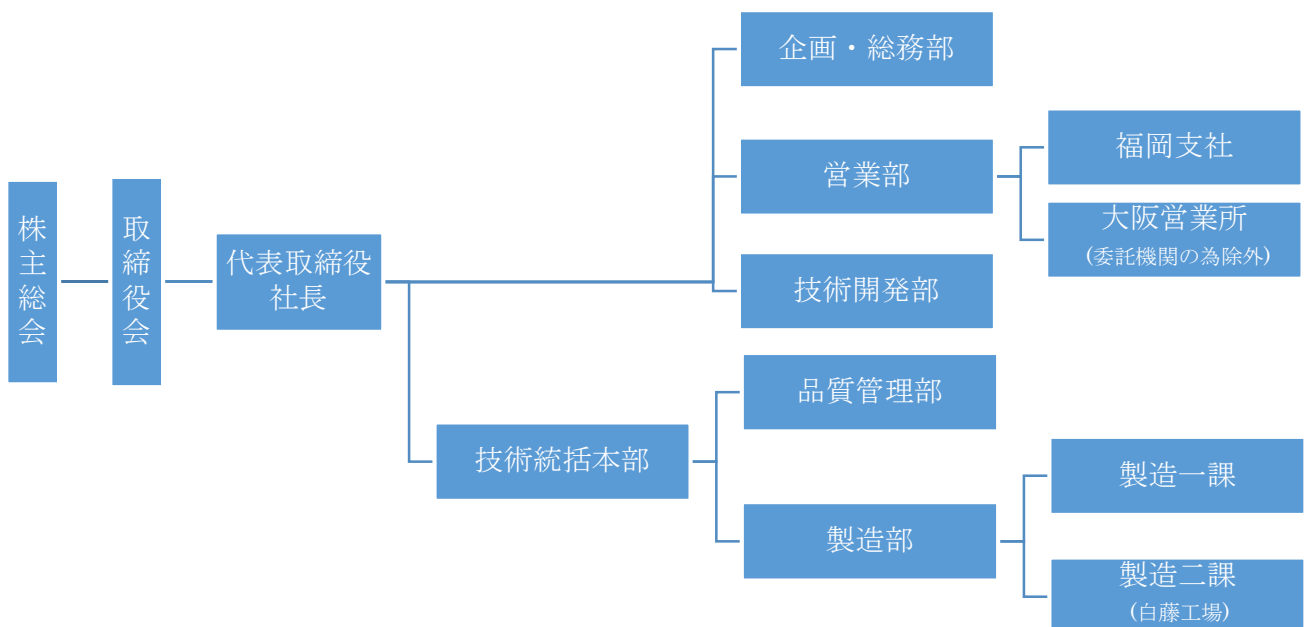 株主総会
取締役会
代表取締役
社長
企画・総務部
営業部
福岡支社
大阪営業所
(委託機関の為除外)
技術開発部
技術統括本部
品質管理部
製造部
製造一課
製造二課
(白藤工場)